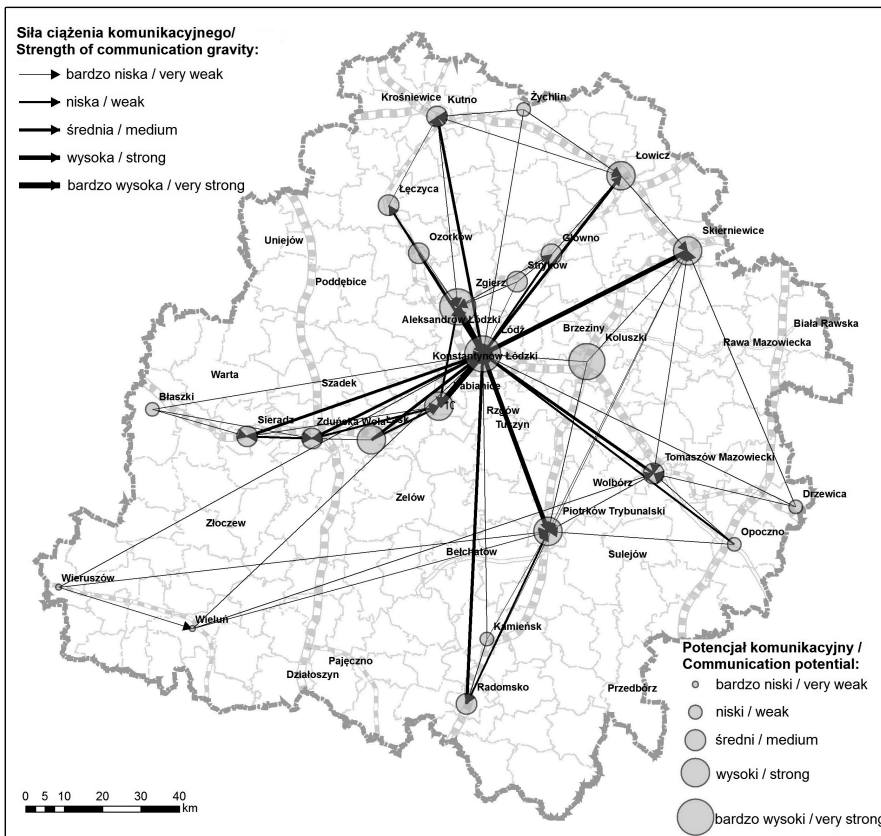 Siła ciążenia komunikacyjnego/
Strength of communication gravity:
bardzo niska / very weak
niska / weak
średnia / medium
wysoka / strong
bardzo wysoka / very strong
Krośniewice
Kutno
Żychlin
Łowicz
Łęczyca
Skierniewice
Uniejów
Ozorków
Główno
Stryków
Poddębice
Zgierz
Aleksandrów Łódzki
Łódź
Brzeziny
Koluszki
Biała Rawska
Rawa Mazowiecka
Konstantynów Łódzki
Warta
Szadek
Pabianice
Błaszki
Rzgów
Tuszyn
Sieradz
Zduńska Wola
Łask
Tomaszów Mazowiecki
Wolbórz
Zelów
Drzewica
Złoczew
Piotrków Trybunalski
Opoczno
Bełchatów
Sulejów
Wieruszów
Wieluń
Kamieńsk
Pajęczno
Działoszyn
Radomsko
Przedbórz
Potencjał komunikacyjny /
Communication potential:
bardzo niski / very weak
niski / weak
średni / medium
wysoki / strong
bardzo wysoki / very strong
0 5 10 20 30 40
km